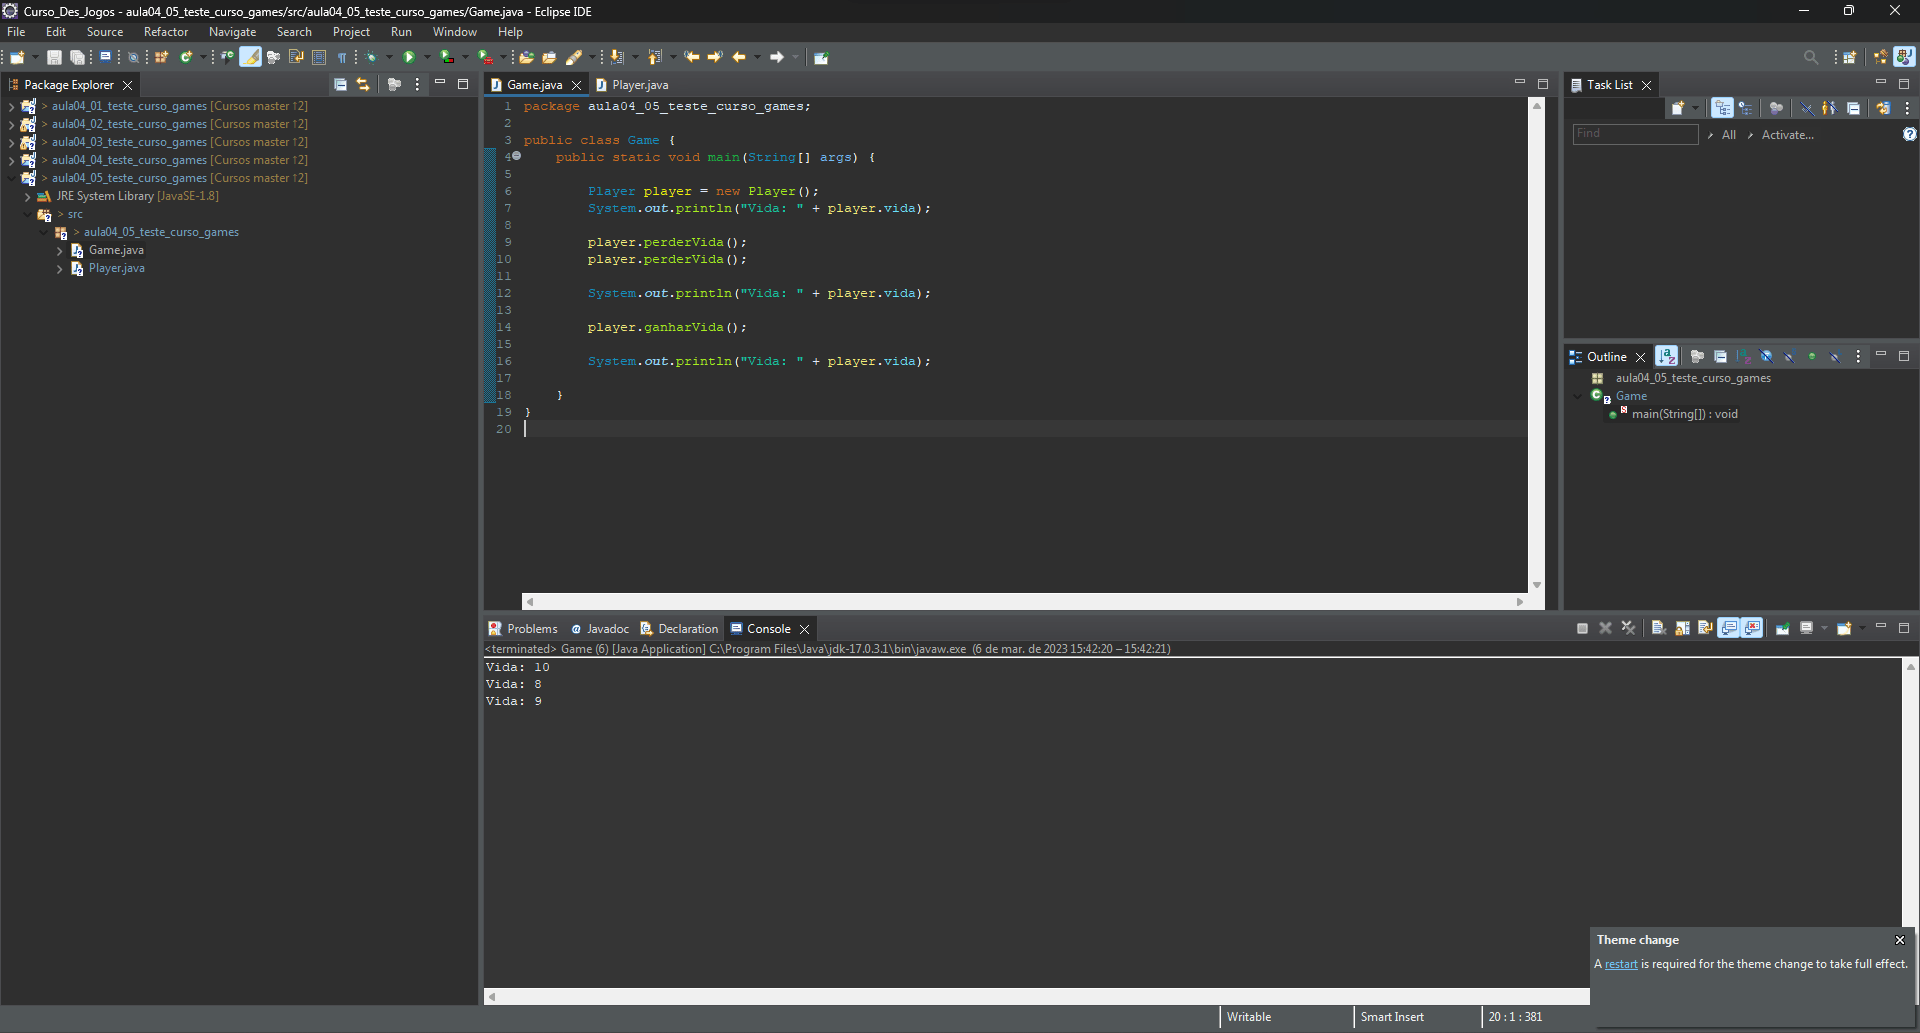 Curso_Des_Jogos - aula04_05_teste_curso_games/src/aula04_05_teste_curso_games/Game.java - Eclipse IDE
File Edit Source Refactor Navigate Search Project Run Window Help
Package Explorer
> aula04_01_teste_curso_games [Cursos master ↑2]
> aula04_02_teste_curso_games [Cursos master ↑2]
> aula04_03_teste_curso_games [Cursos master ↑2]
> aula04_04_teste_curso_games [Cursos master ↑2]
> aula04_05_teste_curso_games [Cursos master ↑2]
JRE System Library [JavaSE-1.8]
> src
> aula04_05_teste_curso_games
Game.java
Player.java
Game.java Player.java
1 package aula04_05_teste_curso_games;
2
3 public class Game {
4 public static void main(String[] args) {
5
6 Player player = new Player();
7 System.out.println("Vida: " + player.vida);
8
9 player.perderVida();
10 player.perderVida();
11
12 System.out.println("Vida: " + player.vida);
13
14 player.ganharVida();
15
16 System.out.println("Vida: " + player.vida);
17
18 }
19 }
20
Task List
Find All Activate...
Outline
aula04_05_teste_curso_games
Game
main(String[]) : void
Problems Javadoc Declaration Console
<terminated> Game (6) [Java Application] C:\Program Files\Java\jdk-17.0.3.1\bin\javaw.exe (6 de mar. de 2023 15:42:20 – 15:42:21)
Vida: 10
Vida: 8
Vida: 9
Theme change
A restart is required for the theme change to take full effect.
Writable Smart Insert 20 : 1 : 381